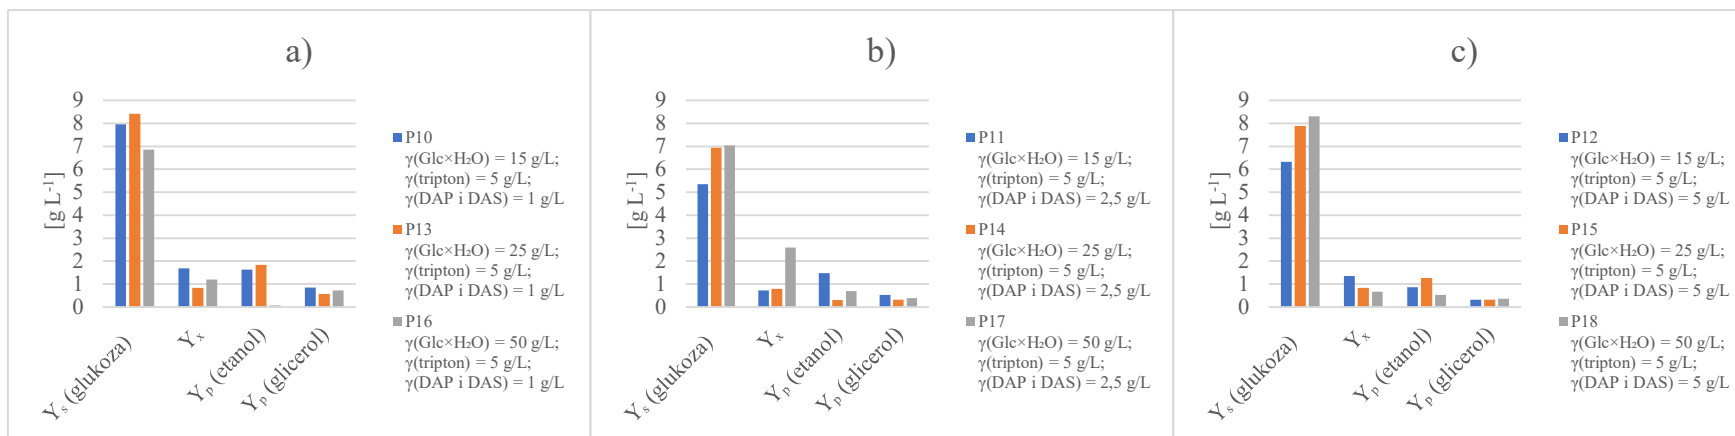 a)
[g L⁻¹]
9
8
7
6
5
4
3
2
1
0
Yₛ (glukoza)
Yₓ
Yₚ (etanol)
Yₚ (glicerol)
P10
γ(Glc×H₂O) = 15 g/L;
γ(tripton) = 5 g/L;
γ(DAP i DAS) = 1 g/L
P13
γ(Glc×H₂O) = 25 g/L;
γ(tripton) = 5 g/L;
γ(DAP i DAS) = 1 g/L
P16
γ(Glc×H₂O) = 50 g/L;
γ(tripton) = 5 g/L;
γ(DAP i DAS) = 1 g/L
b)
[g L⁻¹]
9
8
7
6
5
4
3
2
1
0
Yₛ (glukoza)
Yₓ
Yₚ (etanol)
Yₚ (glicerol)
P11
γ(Glc×H₂O) = 15 g/L;
γ(tripton) = 5 g/L;
γ(DAP i DAS) = 2,5 g/L
P14
γ(Glc×H₂O) = 25 g/L;
γ(tripton) = 5 g/L;
γ(DAP i DAS) = 2,5 g/L
P17
γ(Glc×H₂O) = 50 g/L;
γ(tripton) = 5 g/L;
γ(DAP i DAS) = 2,5 g/L
c)
[g L⁻¹]
9
8
7
6
5
4
3
2
1
0
Yₛ (glukoza)
Yₓ
Yₚ (etanol)
Yₚ (glicerol)
P12
γ(Glc×H₂O) = 15 g/L;
γ(tripton) = 5 g/L;
γ(DAP i DAS) = 5 g/L
P15
γ(Glc×H₂O) = 25 g/L;
γ(tripton) = 5 g/L;
γ(DAP i DAS) = 5 g/L
P18
γ(Glc×H₂O) = 50 g/L;
γ(tripton) = 5 g/L;
γ(DAP i DAS) = 5 g/L